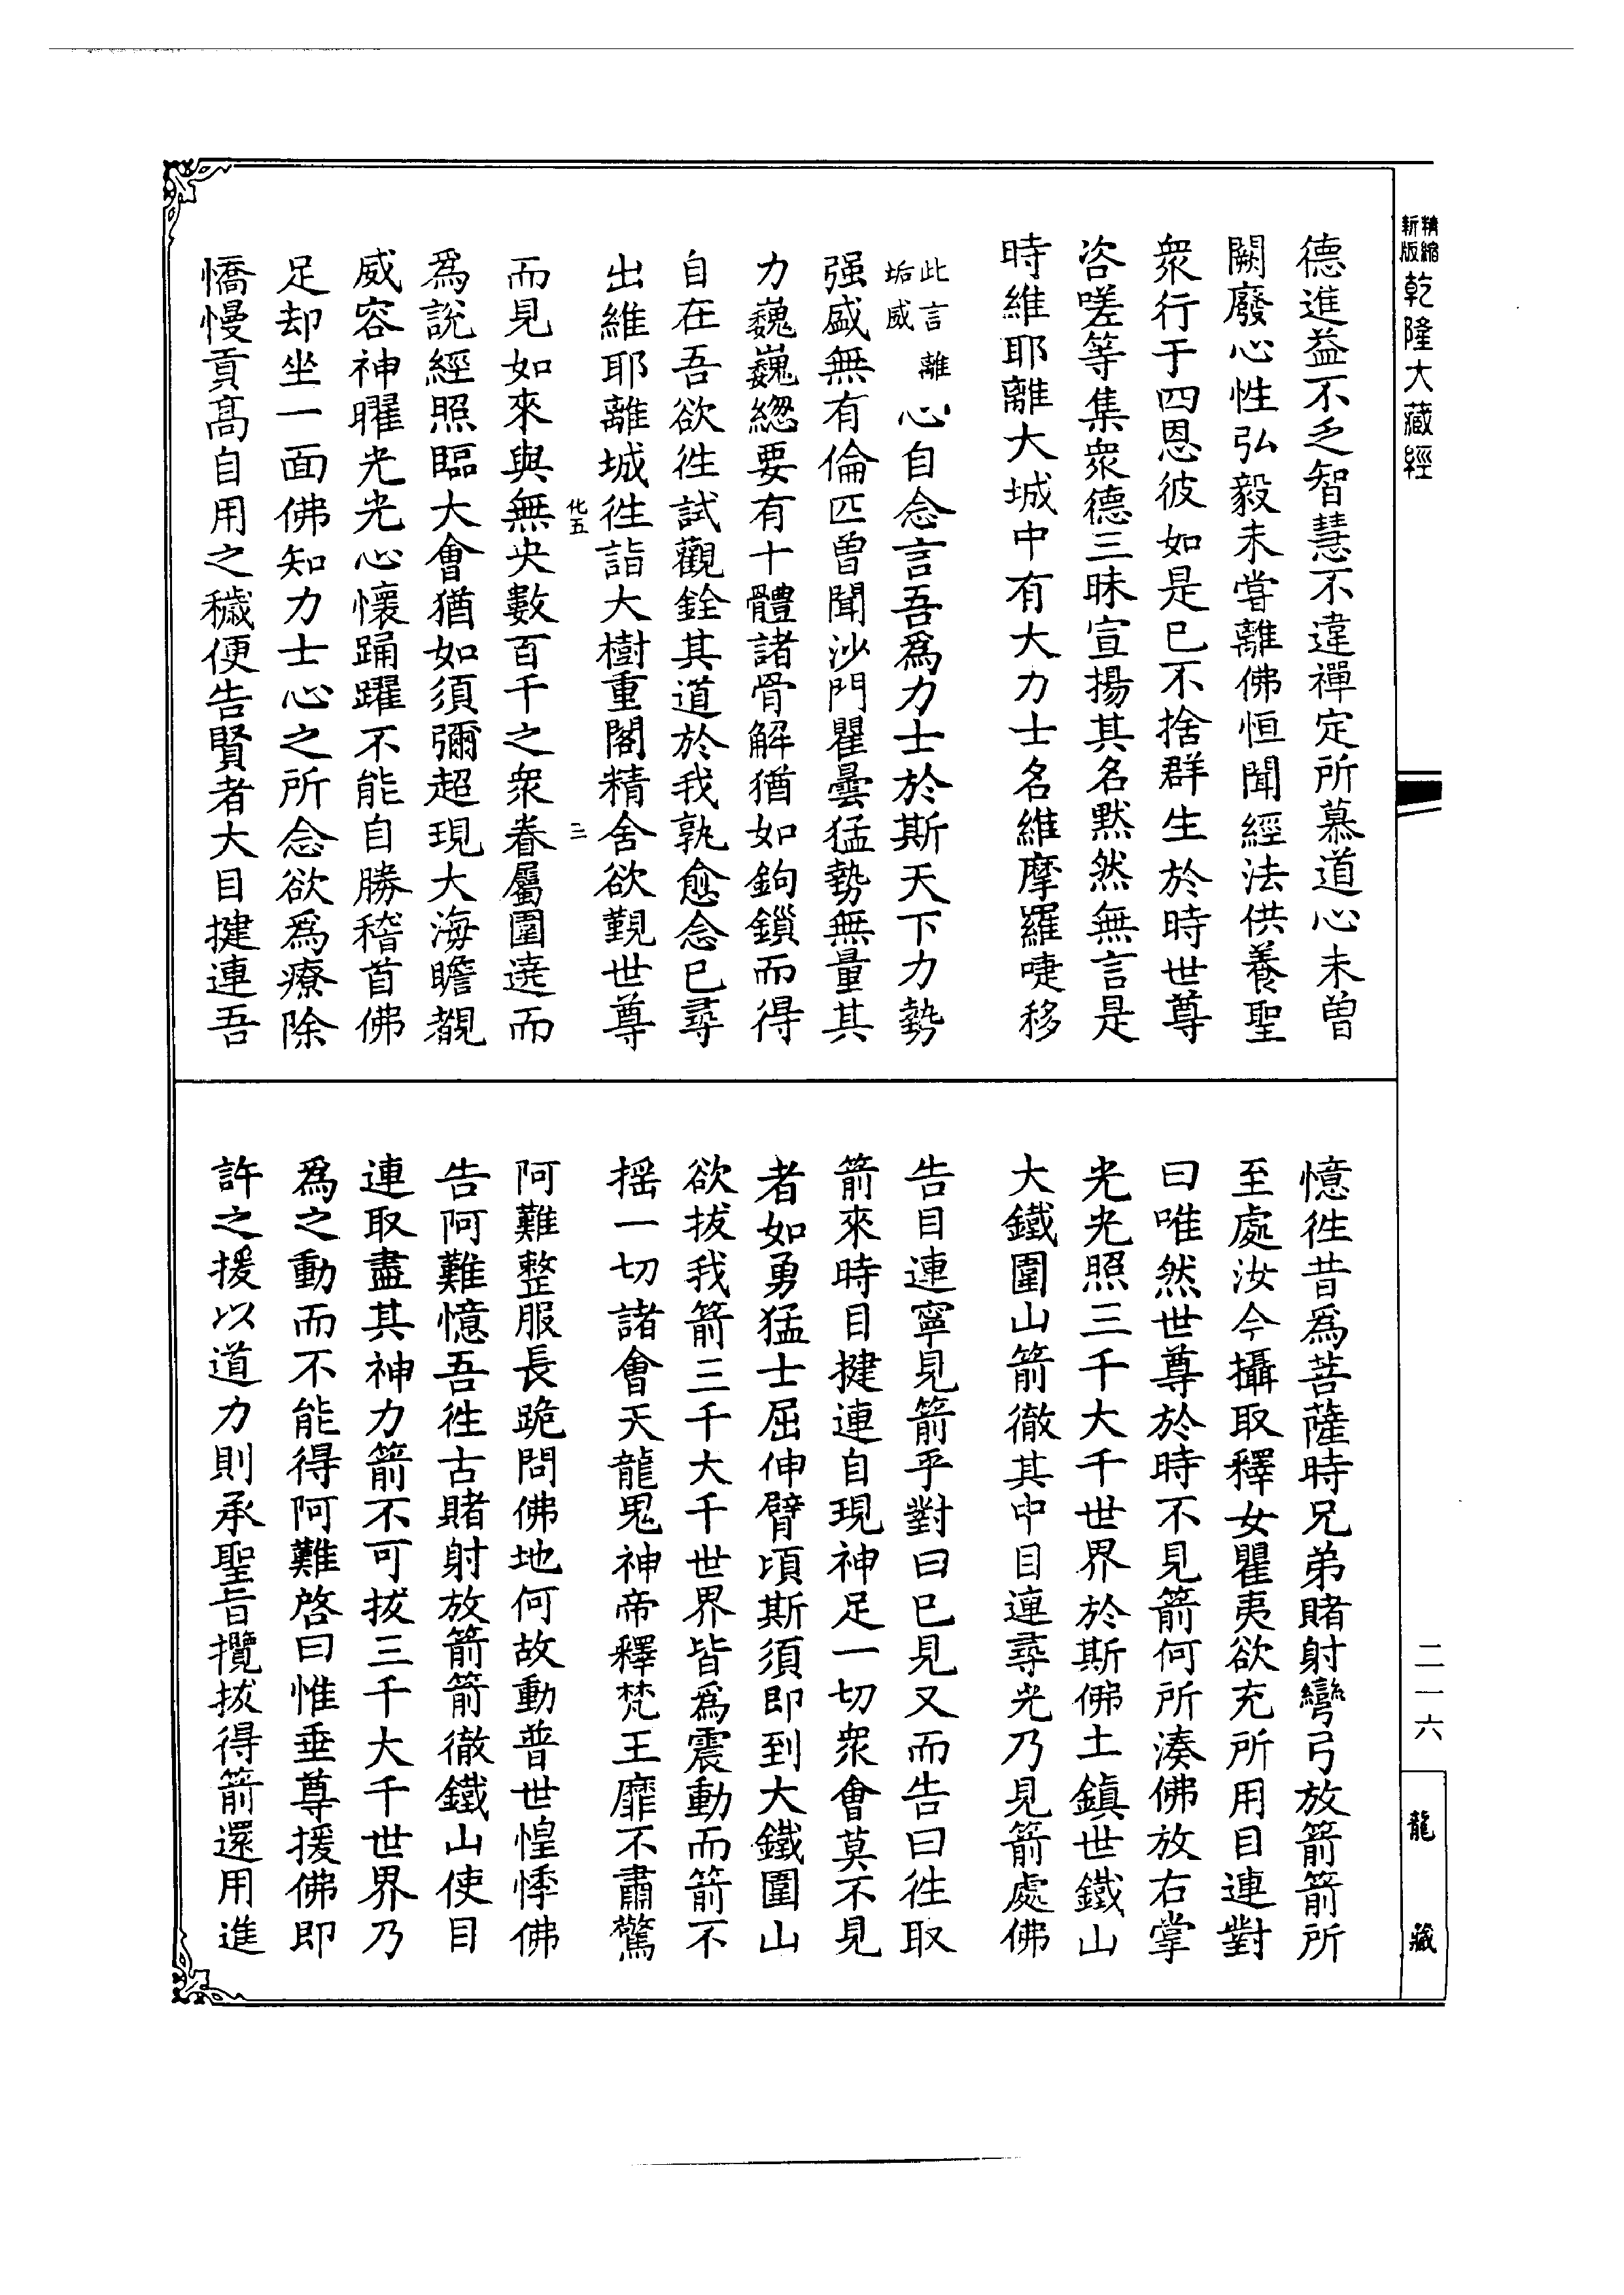 精縮
新版
乾隆大藏經
二一六
龍藏
德進益不乏智慧不違禪定所慕道心未曾
闕廢心性弘毅未甞離佛恒聞經法供養聖
衆行于四恩彼如是已不捨群生於時世尊
咨嗟等集衆德三昧宣揚其名黙然無言是
時維耶離大城中有大力士名維摩羅㖡移
此言離
垢威
心自念言吾爲力士於斯天下力勢
强盛無有倫匹曾聞沙門瞿曇猛勢無量其
力巍巍緫要有十體諸骨解猶如鉤鎖而得
自在吾欲徃試觀銓其道於我孰愈念已尋
出維耶離城徃詣大樹重閣精舍欲覲世尊
化五
三
而見如來與無央數百千之衆眷屬圍遶而
爲說經照臨大會猶如須彌超現大海瞻覩
威容神曜光光心懷踊躍不能自勝稽首佛
足却坐一面佛知力士心之所念欲爲療除
憍慢貢高自用之穢便告賢者大目揵連吾
憶徃昔爲菩薩時兄弟賭射彎弓放箭箭所
至處汝今攝取釋女瞿夷欲充所用目連對
曰唯然世尊於時不見箭何所湊佛放右掌
光光照三千大千世界於斯佛土鎮世鐵山
大鐵圍山箭徹其中目連尋光乃見箭處佛
告目連寧見箭乎對曰已見又而告曰徃取
箭來時目揵連自現神足一切衆會莫不見
者如勇猛士屈伸臂頃斯須即到大鐵圍山
欲拔我箭三千大千世界皆爲震動而箭不
揺一切諸會天龍鬼神帝釋梵王靡不肅驚
阿難整服長跪問佛地何故動普世惶悸佛
告阿難憶吾徃古賭射放箭箭徹鐵山使目
連取盡其神力箭不可拔三千大千世界乃
爲之動而不能得阿難啓曰惟垂尊援佛即
許之援以道力則承聖旨攬拔得箭還用進